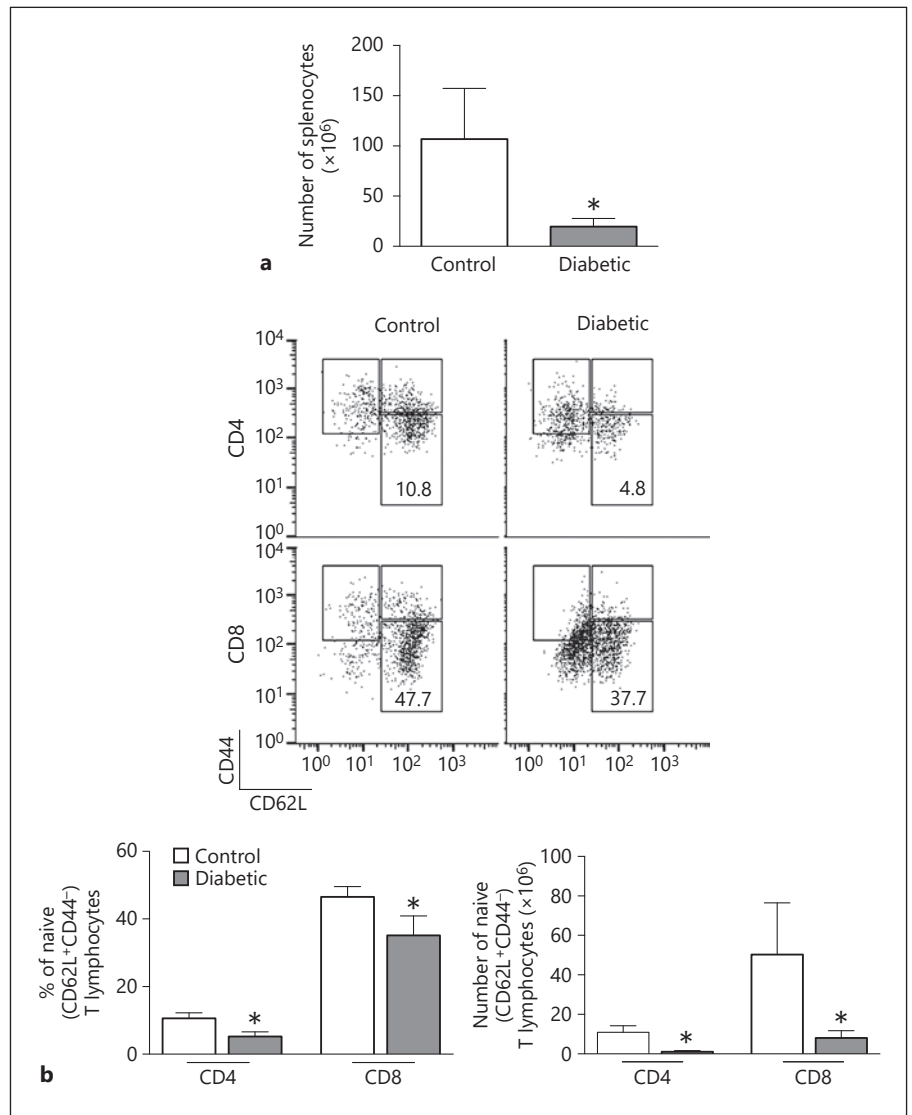 Number of splenocytes
(×10⁶)
200
150
100
50
0
*
Control
Diabetic
a
Control
Diabetic
10⁴
10³
10²
10¹
10⁰
CD4
10.8
4.8
10⁴
10³
10²
10¹
10⁰
CD8
47.7
37.7
10⁰ 10¹ 10² 10³
10⁰ 10¹ 10² 10³
CD44
CD62L
% of naive
(CD62L⁺CD44⁻)
T lymphocytes
60
40
20
0
Control
Diabetic
*
*
CD4
CD8
Number of naive
(CD62L⁺CD44⁻)
T lymphocytes (×10⁶)
100
80
60
40
20
0
*
*
CD4
CD8
b